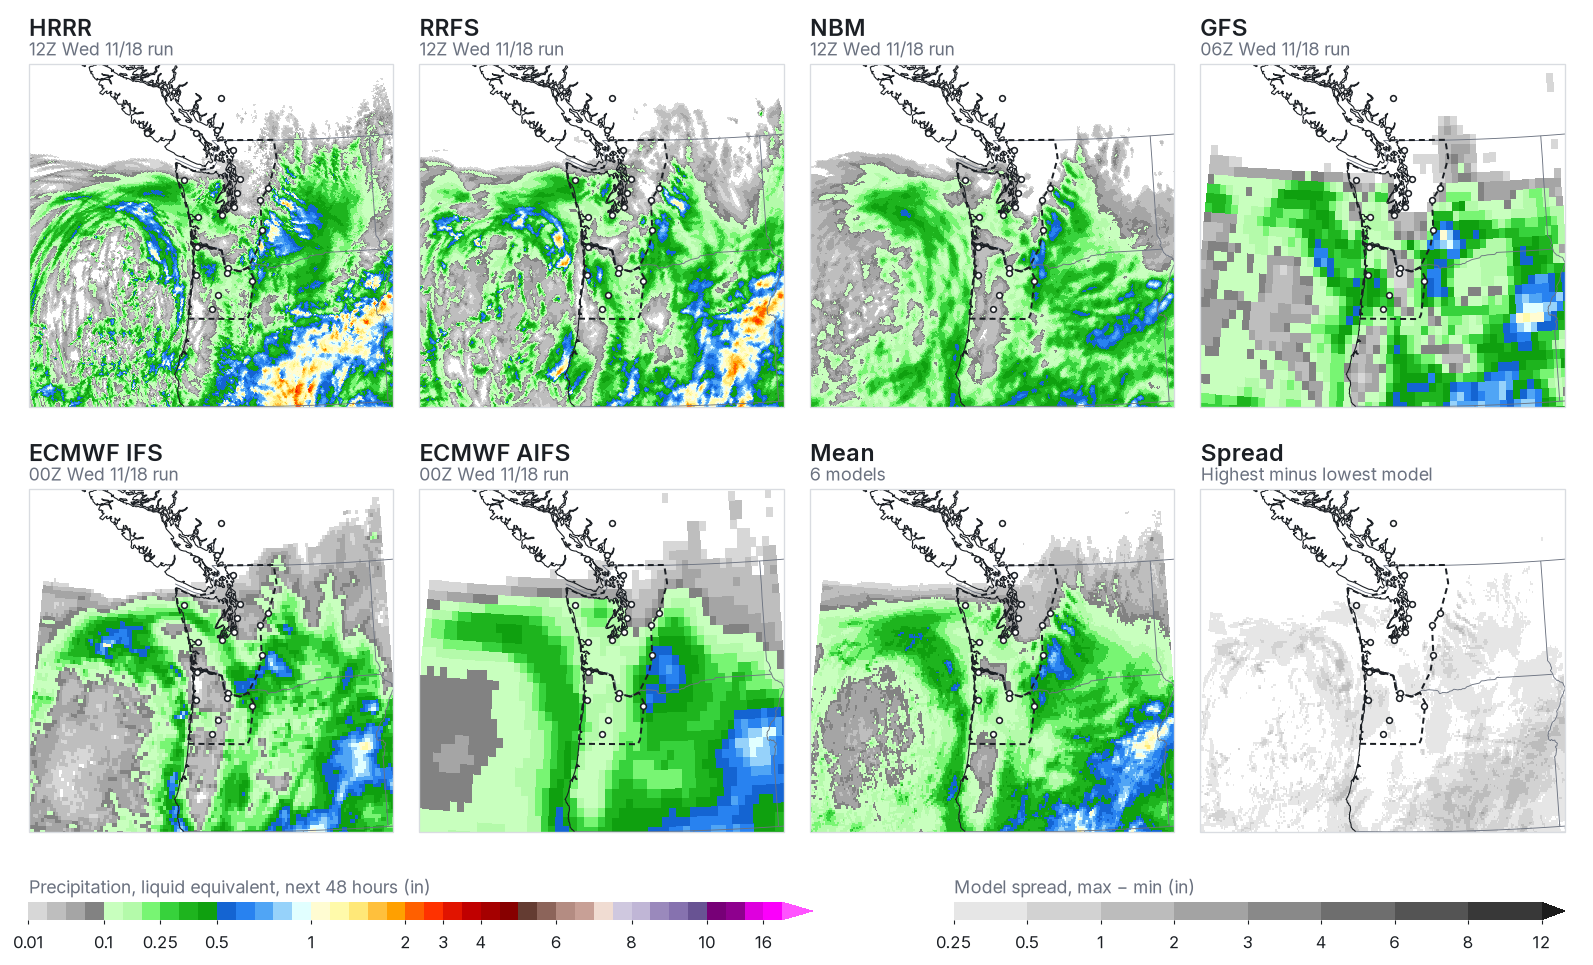 HRRR
12Z Wed 11/18 run
RRFS
12Z Wed 11/18 run
NBM
12Z Wed 11/18 run
GFS
06Z Wed 11/18 run
ECMWF IFS
00Z Wed 11/18 run
ECMWF AIFS
00Z Wed 11/18 run
Mean
6 models
Spread
Highest minus lowest model
Precipitation, liquid equivalent, next 48 hours (in)
0.01 0.1 0.25 0.5 1 2 3 4 6 8 10 16
Model spread, max − min (in)
0.25 0.5 1 2 3 4 6 8 12